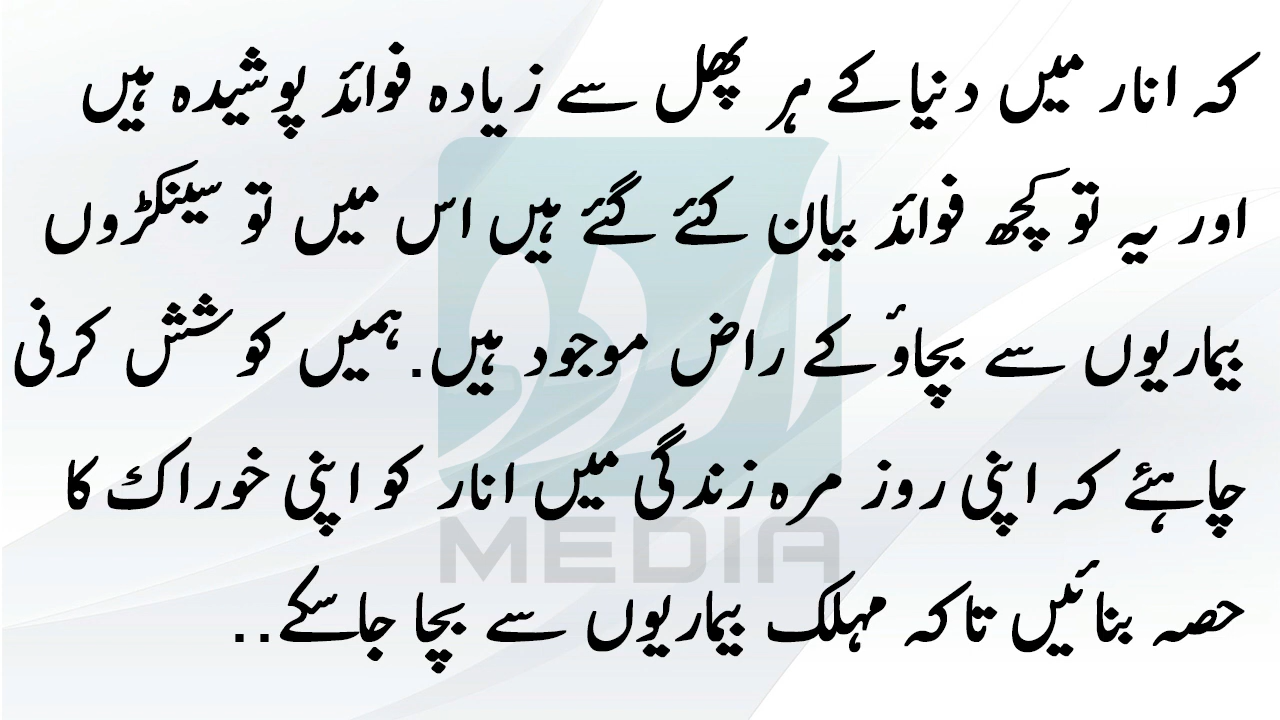 کہ انار میں دنیا کے ہر پھل سے زیادہ فوائد پوشیدہ ہیں
اور یہ تو کچھ فوائد بیان کئے گئے ہیں اس میں تو سینکڑوں
بیماریوں سے بچاؤ کے راض موجود ہیں. ہمیں کوشش کرنی
چاہئے کہ اپنی روز مرہ زندگی میں انار کو اپنی خوراک کا
حصہ بنائیں تاکہ مہلک بیماریوں سے بچا جاسکے..
اردو
MEDIA